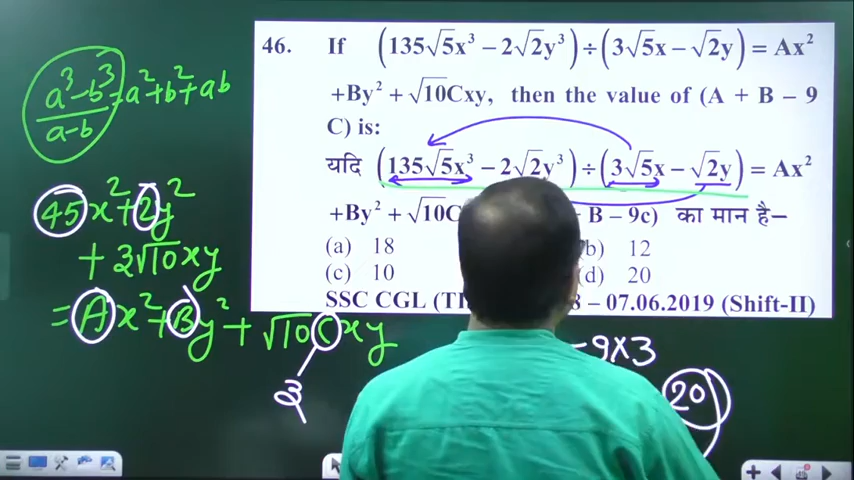 46. If (135√5x³ − 2√2y³) ÷ (3√5x − √2y) = Ax²
+By² + √10Cxy, then the value of (A + B − 9
C) is:
यदि (135√5x³ − 2√2y³) ÷ (3√5x − √2y) = Ax²
+By² + √10C B − 9c) का मान है−
(a) 18 b) 12
(c) 10 (d) 20
SSC CGL (TI 8 − 07.06.2019 (Shift-II)
a³−b³/a−b = a²+b²+ab
45x²+2y²
+ 3√10xy
= Ax²+By²+√10Cxy
3
−9×3
20